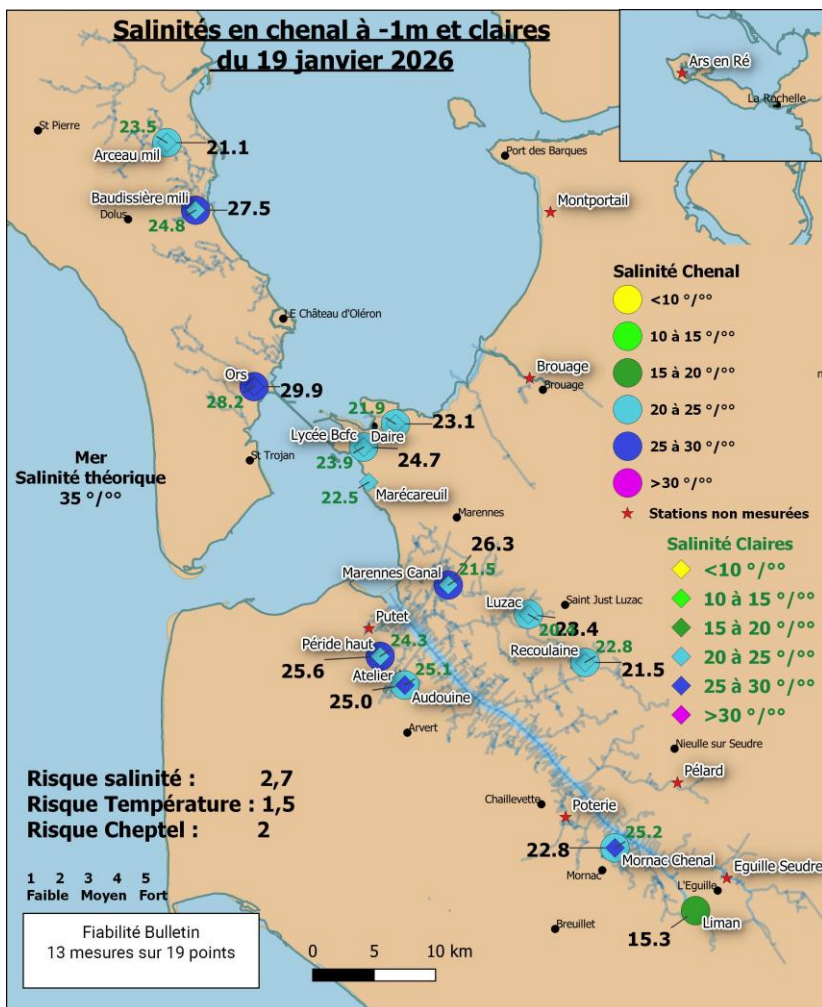 Salinités en chenal à -1m et claires
du 19 janvier 2026
Ars en Ré
La Rochelle
St Pierre
23.5
Arceau mil
21.1
Port des Barques
Baudissière mili
Dolus
24.8
27.5
Montportail
Salinité Chenal
<10 °/°°
10 à 15 °/°°
15 à 20 °/°°
20 à 25 °/°°
25 à 30 °/°°
>30 °/°°
Stations non mesurées
LE Château d'Oléron
Brouage
Brouage
Ors
29.9
28.2
21.9
23.1
Lycée Bcfc
Daire
23.9
24.7
St Trojan
Mer
Salinité théorique
35 °/°°
22.5
Marécareuil
Marennes
Salinité Claires
<10 °/°°
10 à 15 °/°°
15 à 20 °/°°
20 à 25 °/°°
25 à 30 °/°°
>30 °/°°
26.3
21.5
Marennes Canal
Luzac
Saint Just Luzac
23.4
Putet
Péride haut
24.3
25.6
22.8
Recoulaine
21.5
Atelier
25.1
25.0
Audouine
Arvert
Nieulle sur Seudre
Pélard
Risque salinité : 2,7
Risque Température : 1,5
Risque Cheptel : 2
Chaillevette
Poterie
25.2
22.8
Mornac Chenal
Mornac
Eguille Seudre
L'Eguille
1 2 3 4 5
Faible Moyen Fort
Liman
15.3
Breuillet
Fiabilité Bulletin
13 mesures sur 19 points
0 5 10 km